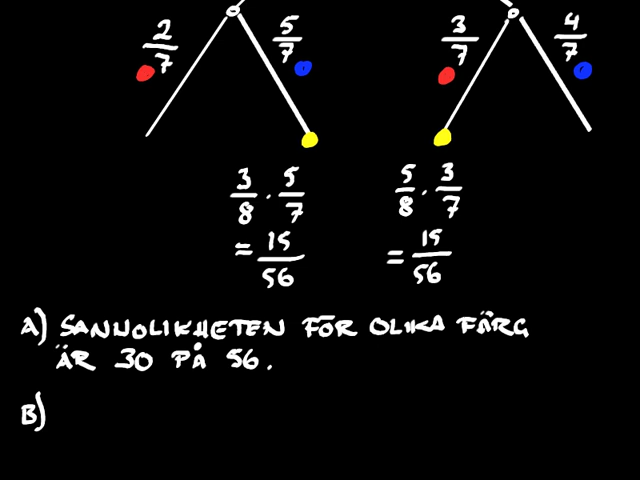 2/7 5/7 3/7 4/7
3/8 · 5/7 5/8 · 3/7
= 15/56 = 15/56
A) SANNOLIKHETEN FÖR OLIKA FÄRG
ÄR 30 PÅ 56.
B)